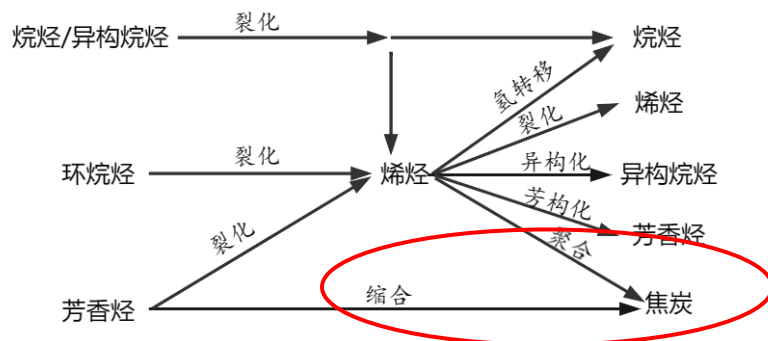 烷烃/异构烷烃
裂化
烷烃
氢转移
裂化
烯烃
环烷烃
裂化
烯烃
异构化
异构烷烃
芳构化
芳香烃
裂化
聚合
芳香烃
缩合
焦炭